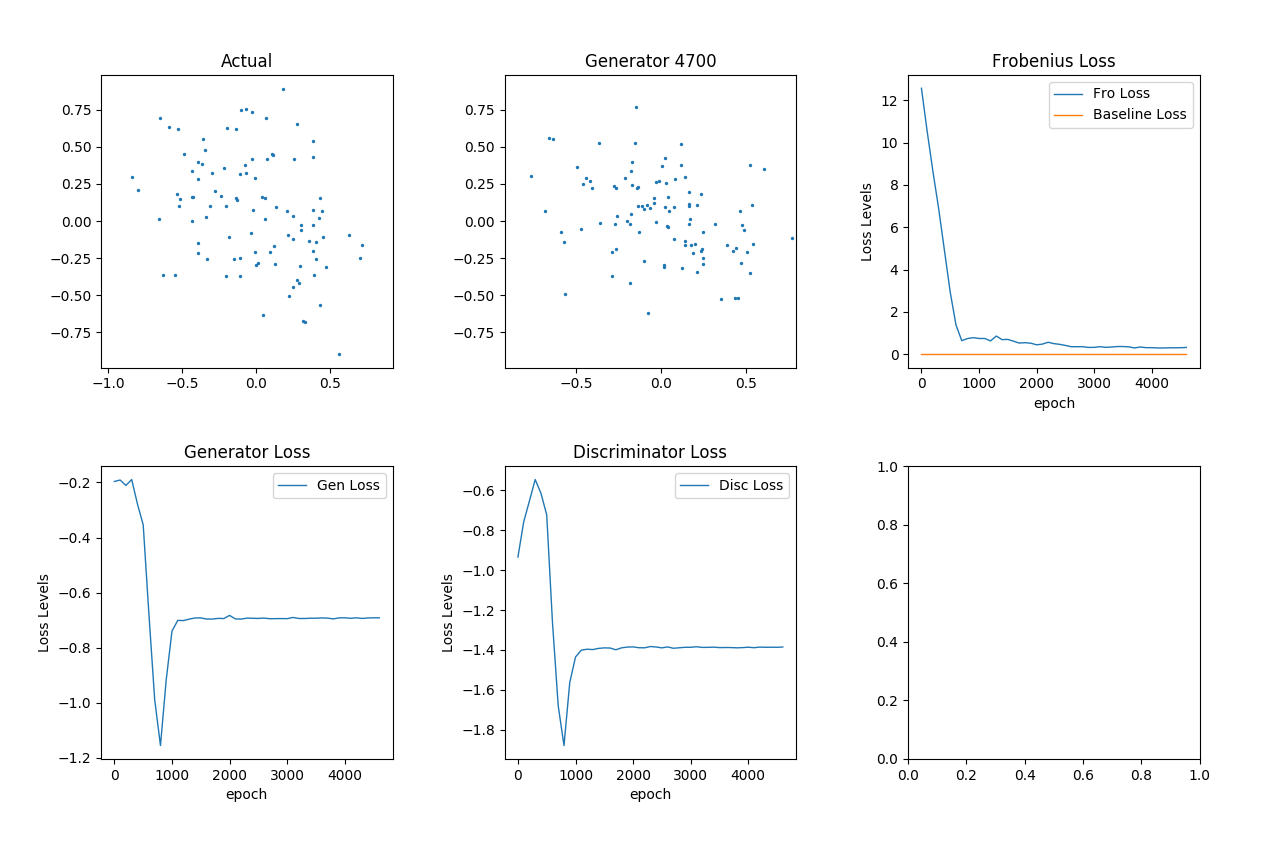 Actual
0.75
0.50
0.25
0.00
−0.25
−0.50
−0.75
−1.0 −0.5 0.0 0.5
Generator 4700
0.75
0.50
0.25
0.00
−0.25
−0.50
−0.75
−0.5 0.0 0.5
Frobenius Loss
Fro Loss
Baseline Loss
Loss Levels
12
10
8
6
4
2
0
0 1000 2000 3000 4000
epoch
Generator Loss
Gen Loss
Loss Levels
−0.2
−0.4
−0.6
−0.8
−1.0
−1.2
0 1000 2000 3000 4000
epoch
Discriminator Loss
Disc Loss
Loss Levels
−0.6
−0.8
−1.0
−1.2
−1.4
−1.6
−1.8
0 1000 2000 3000 4000
epoch
1.0
0.8
0.6
0.4
0.2
0.0
0.0 0.2 0.4 0.6 0.8 1.0